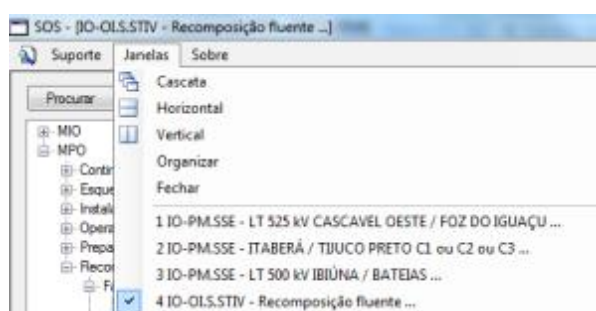 SOS - [IO-OI.S.STIV - Recomposição fluente ...]
Suporte Janelas Sobre
Procurar
Cascata
Horizontal
Vertical
Organizar
Fechar
MIO
MPO
1 IO-PM.SSE - LT 525 kV CASCAVEL OESTE / FOZ DO IGUAÇU ...
2 IO-PM.SSE - ITABERÁ / TIJUCO PRETO C1 ou C2 ou C3 ...
3 IO-PM.SSE - LT 500 kV IBIÚNA / BATEIAS ...
4 IO-OI.S.STIV - Recomposição fluente ...